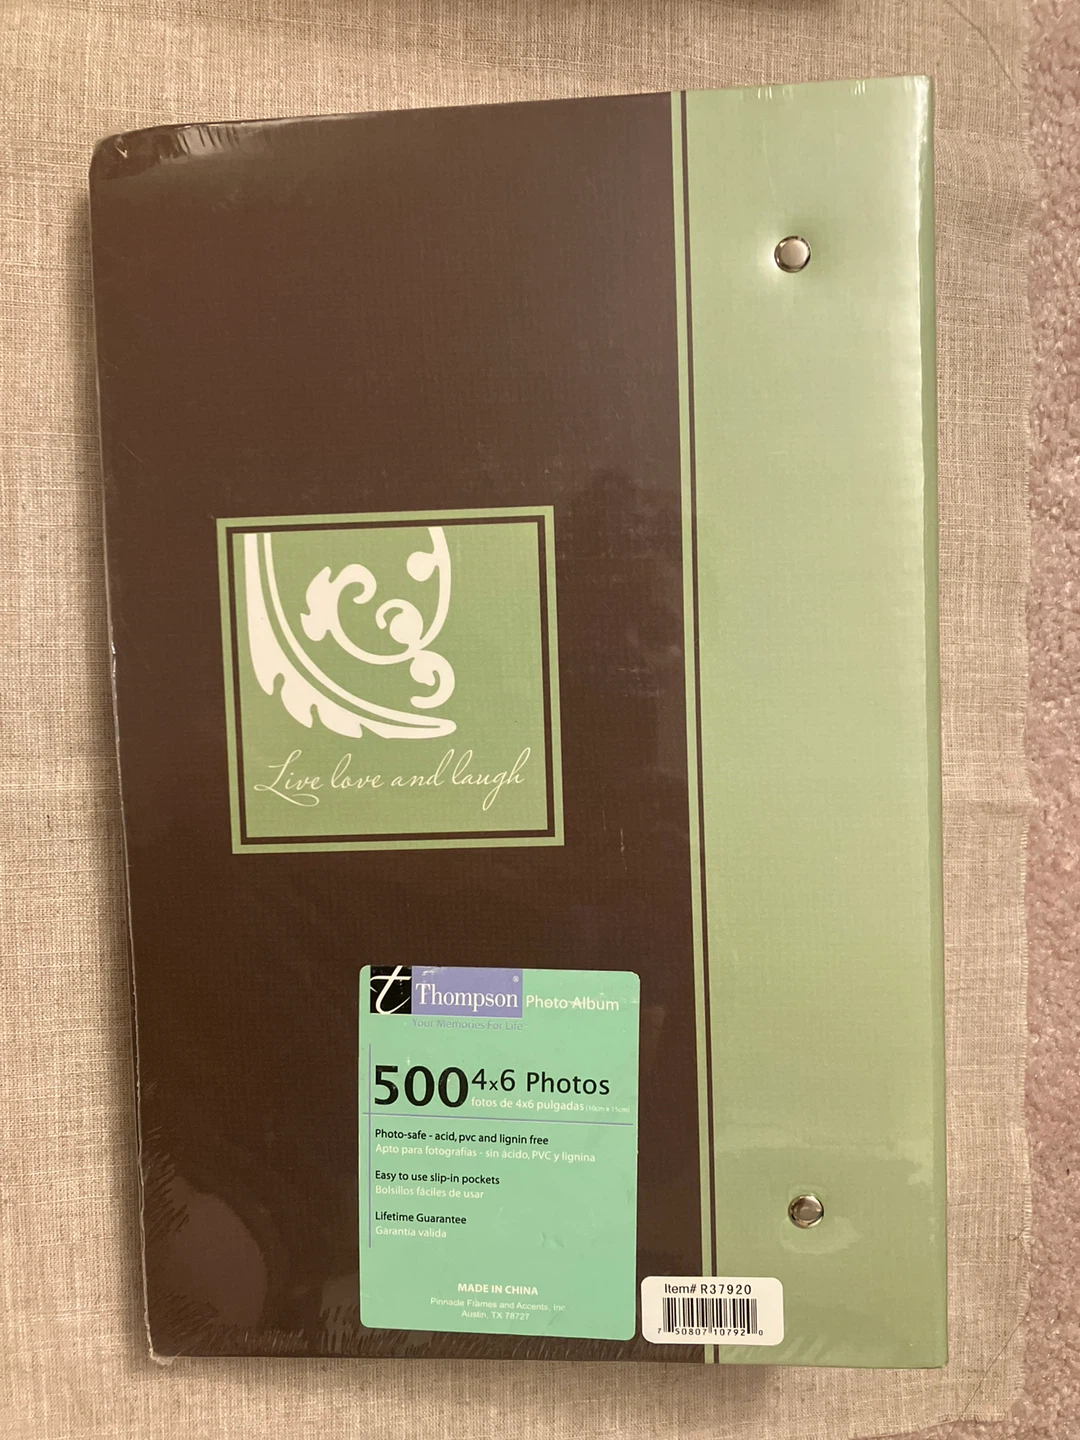 Live love and laugh
t Thompson® Photo Album
Your Memories For Life
500 4x6 Photos
fotos de 4x6 pulgadas (10cm x 15cm)
Photo-safe - acid, pvc and lignin free
Apto para fotografías - sin ácido, PVC y lignina
Easy to use slip-in pockets
Bolsillos fáciles de usar
Lifetime Guarantee
Garantía valida
MADE IN CHINA
Pinnacle Frames and Accents, Inc
Austin, TX 78727
Item# R37920
7 50807 10792 0